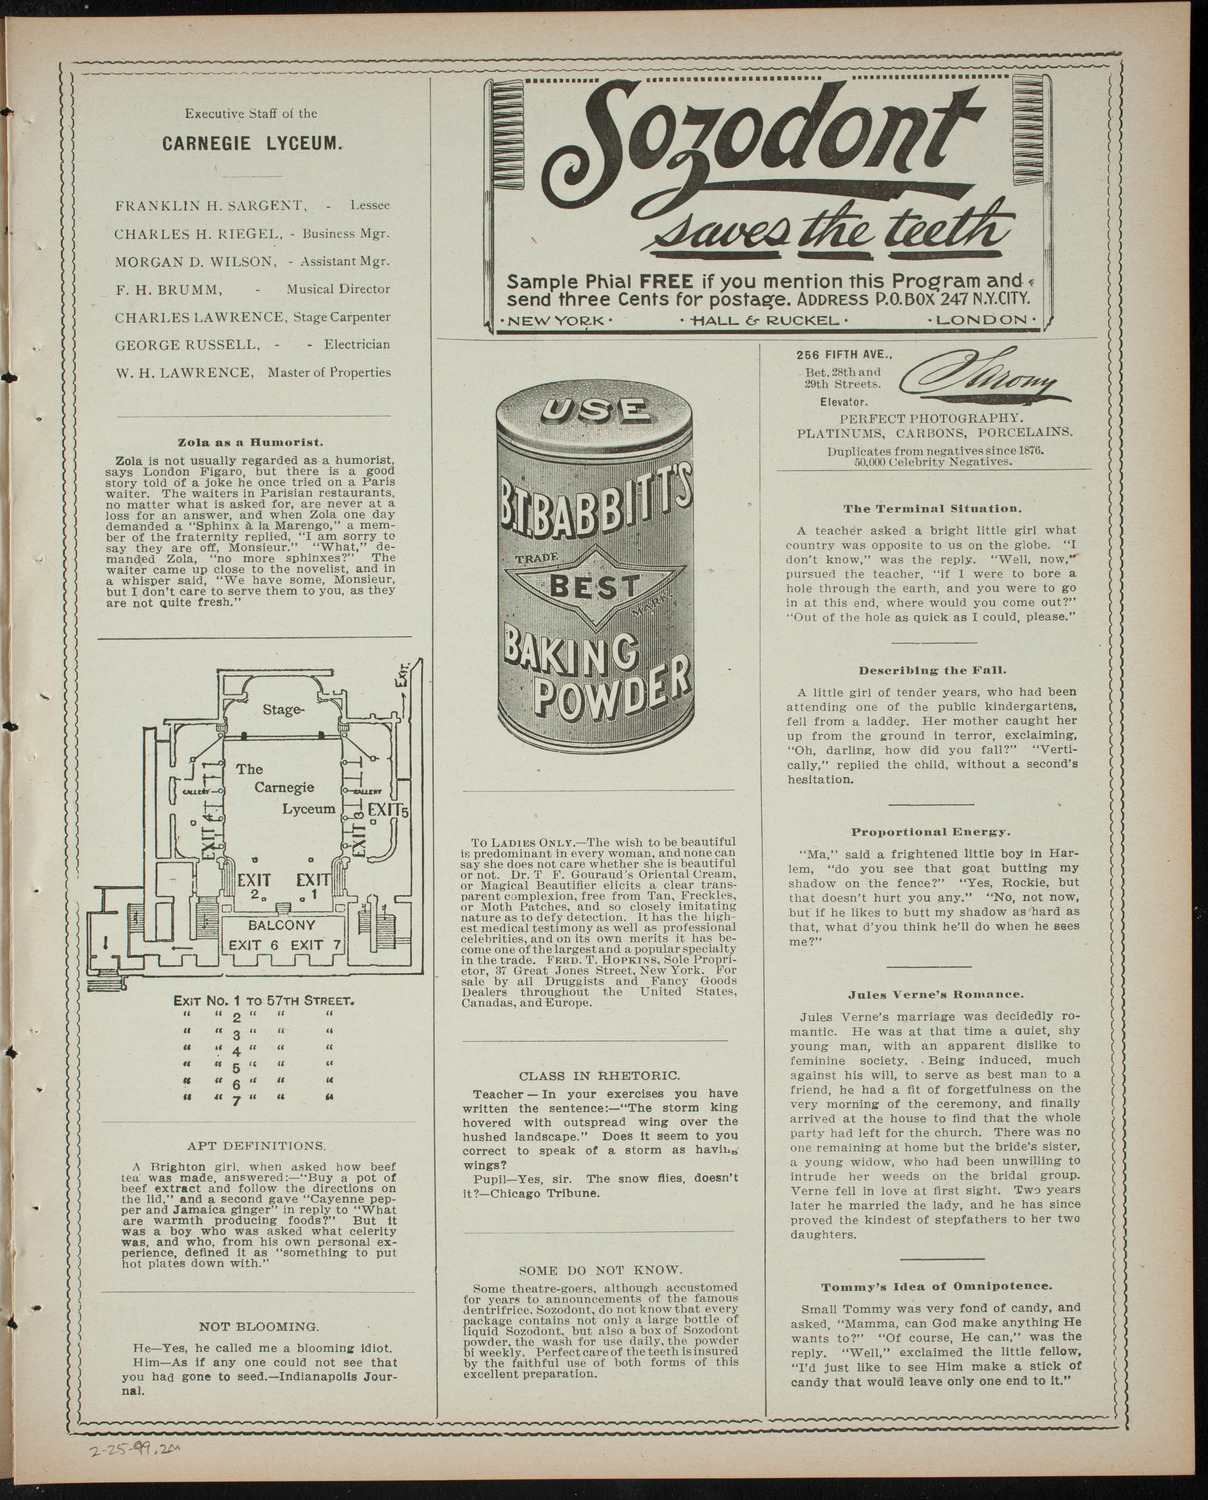 Executive Staff of the
CARNEGIE LYCEUM.
FRANKLIN H. SARGENT, - Lessee
CHARLES H. RIEGEL, - Business Mgr.
MORGAN D. WILSON, - Assistant Mgr.
F. H. BRUMM, - Musical Director
CHARLES LAWRENCE, Stage Carpenter
GEORGE RUSSELL, - - Electrician
W. H. LAWRENCE, Master of Properties
Zola as a Humorist.
Zola is not usually regarded as a humorist,
says London Figaro, but there is a good
story told of a joke he once tried on a Paris
waiter. The waiters in Parisian restaurants,
no matter what is asked for, are never at a
loss for an answer, and when Zola one day
demanded a "Sphinx à la Marengo," a mem-
ber of the fraternity replied, "I am sorry to
say they are off, Monsieur." "What," de-
manded Zola, "no more sphinxes?" The
waiter came up close to the novelist, and in
a whisper said, "We have some, Monsieur,
but I don't care to serve them to you, as they
are not quite fresh."
EXIT.
Stage-
The
Carnegie
Lyceum
GALLERY
GALLERY
EXIT 4
EXIT 3
EXIT 5
EXIT 2
EXIT 1
BALCONY
EXIT 6 EXIT 7
EXIT NO. 1 TO 57TH STREET.
" " 2 " " "
" " 3 " " "
" " 4 " " "
" " 5 " " "
" " 6 " " "
" " 7 " " "
APT DEFINITIONS.
A Brighton girl, when asked how beef
tea was made, answered:—"Buy a pot of
beef extract and follow the directions on
the lid," and a second gave "Cayenne pep-
per and Jamaica ginger" in reply to "What
are warmth producing foods?" But it
was a boy who was asked what celerity
was, and who, from his own personal ex-
perience, defined it as "something to put
hot plates down with."
NOT BLOOMING.
He—Yes, he called me a blooming idiot.
Him—As if any one could not see that
you had gone to seed.—Indianapolis Jour-
nal.
Sozodont
saves the teeth
Sample Phial FREE if you mention this Program and
send three Cents for postage. ADDRESS P.O. BOX 247 N.Y. CITY.
·NEW YORK· ·HALL & RUCKEL· ·LONDON·
USE
B.T. BABBITT'S
TRADE
BEST
MARK
BAKING
POWDER
TO LADIES ONLY.—The wish to be beautiful
is predominant in every woman, and none can
say she does not care whether she is beautiful
or not. Dr. T F. Gouraud's Oriental Cream,
or Magical Beautifier elicits a clear trans-
parent complexion, free from Tan, Freckles,
or Moth Patches, and so closely imitating
nature as to defy detection. It has the high-
est medical testimony as well as professional
celebrities, and on its own merits it has be-
come one of the largest and a popular specialty
in the trade. FERD. T. HOPKINS, Sole Propri-
etor, 37 Great Jones Street, New York. For
sale by all Druggists and Fancy Goods
Dealers throughout the United States,
Canadas, and Europe.
CLASS IN RHETORIC.
Teacher—In your exercises you have
written the sentence:—"The storm king
hovered with outspread wing over the
hushed landscape." Does it seem to you
correct to speak of a storm as having
wings?
Pupil—Yes, sir. The snow flies, doesn't
it?—Chicago Tribune.
SOME DO NOT KNOW.
Some theatre-goers, although accustomed
for years to announcements of the famous
dentrifrice, Sozodont, do not know that every
package contains not only a large bottle of
liquid Sozodont, but also a box of Sozodont
powder, the wash for use daily, the powder
bi weekly. Perfect care of the teeth is insured
by the faithful use of both forms of this
excellent preparation.
256 FIFTH AVE.,
Bet. 28th and
29th Streets.
Elevator.
Sarony
PERFECT PHOTOGRAPHY.
PLATINUMS, CARBONS, PORCELAINS.
Duplicates from negatives since 1876.
50,000 Celebrity Negatives.
The Terminal Situation.
A teacher asked a bright little girl what
country was opposite to us on the globe. "I
don't know," was the reply. "Well, now,"
pursued the teacher, "if I were to bore a
hole through the earth, and you were to go
in at this end, where would you come out?"
"Out of the hole as quick as I could, please."
Describing the Fall.
A little girl of tender years, who had been
attending one of the public kindergartens,
fell from a ladder. Her mother caught her
up from the ground in terror, exclaiming,
"Oh, darling, how did you fall?" "Verti-
cally," replied the child, without a second's
hesitation.
Proportional Energy.
"Ma," said a frightened little boy in Har-
lem, "do you see that goat butting my
shadow on the fence?" "Yes, Rockie, but
that doesn't hurt you any." "No, not now,
but if he likes to butt my shadow as hard as
that, what d'you think he'll do when he sees
me?"
Jules Verne's Romance.
Jules Verne's marriage was decidedly ro-
mantic. He was at that time a quiet, shy
young man, with an apparent dislike to
feminine society. Being induced, much
against his will, to serve as best man to a
friend, he had a fit of forgetfulness on the
very morning of the ceremony, and finally
arrived at the house to find that the whole
party had left for the church. There was no
one remaining at home but the bride's sister,
a young widow, who had been unwilling to
intrude her weeds on the bridal group.
Verne fell in love at first sight. Two years
later he married the lady, and he has since
proved the kindest of stepfathers to her two
daughters.
Tommy's Idea of Omnipotence.
Small Tommy was very fond of candy, and
asked, "Mamma, can God make anything He
wants to?" "Of course, He can," was the
reply. "Well," exclaimed the little fellow,
"I'd just like to see Him make a stick of
candy that would leave only one end to it."
2-25-99, 2M